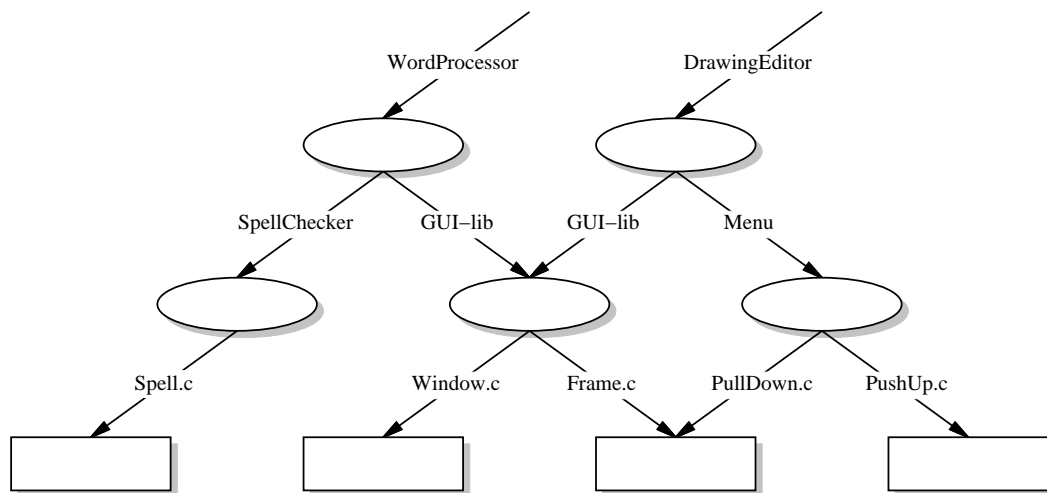 WordProcessor
DrawingEditor
SpellChecker
GUI−lib
GUI−lib
Menu
Spell.c
Window.c
Frame.c
PullDown.c
PushUp.c